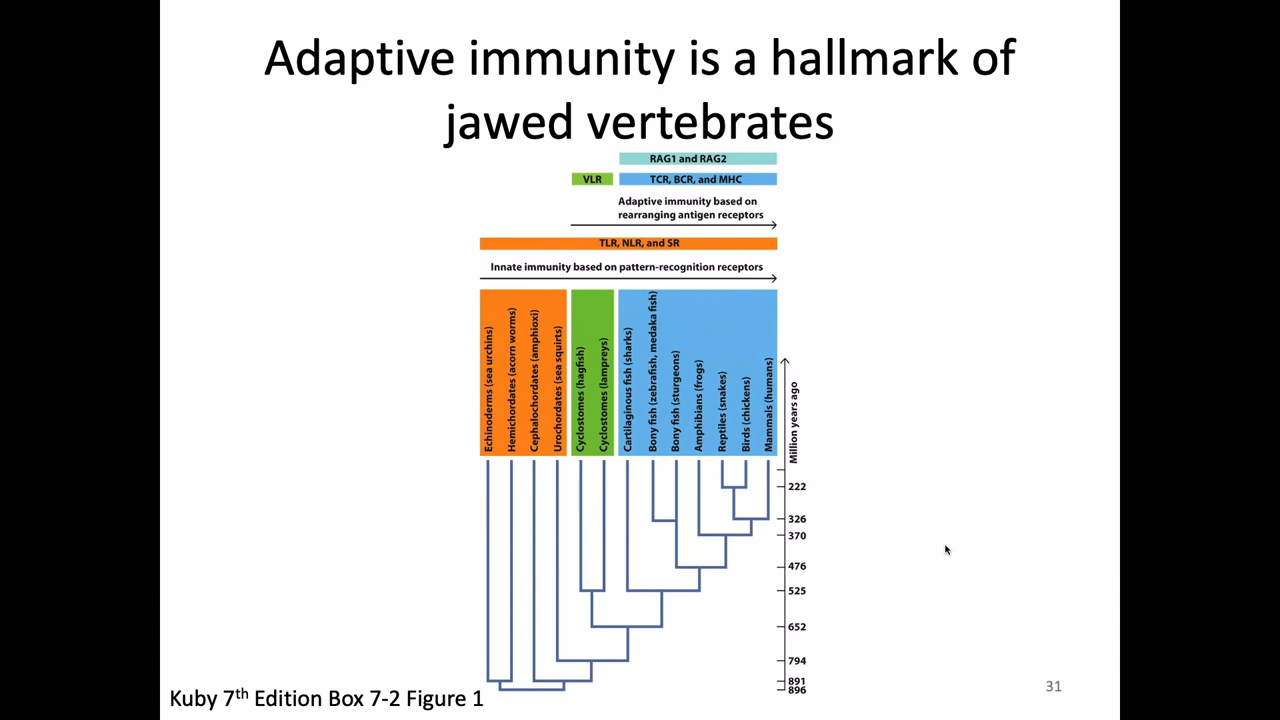 Adaptive immunity is a hallmark of
jawed vertebrates
RAG1 and RAG2
VLR
TCR, BCR, and MHC
Adaptive immunity based on
rearranging antigen receptors
TLR, NLR, and SR
Innate immunity based on pattern-recognition receptors
Echinoderms (sea urchins)
Hemichordates (acorn worms)
Cephalochordates (amphioxi)
Urochordates (sea squirts)
Cyclostomes (hagfish)
Cyclostomes (lampreys)
Cartilaginous fish (sharks)
Bony fish (zebrafish, medaka fish)
Bony fish (sturgeons)
Amphibians (frogs)
Reptiles (snakes)
Birds (chickens)
Mammals (humans)
Million years ago
222
326
370
476
525
652
794
891
896
Kuby 7th Edition Box 7-2 Figure 1
31